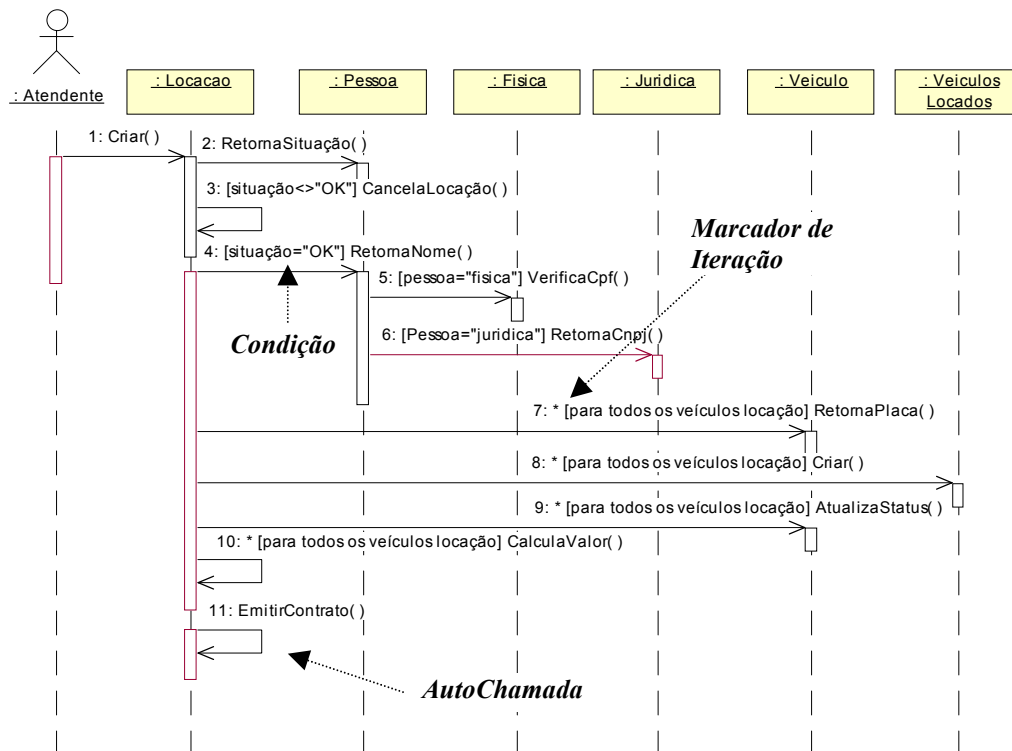 : Atendente
: Locacao
: Pessoa
: Fisica
: Juridica
: Veiculo
: Veiculos
Locados
1: Criar( )
2: RetornaSituação( )
3: [situação<>"OK"] CancelaLocação( )
4: [situação="OK"] RetornaNome( )
Marcador de
Iteração
5: [pessoa="fisica"] VerificaCpf( )
Condição
6: [Pessoa="juridica"] RetornaCnpj( )
7: * [para todos os veículos locação] RetornaPlaca( )
8: * [para todos os veículos locação] Criar( )
9: * [para todos os veículos locação] AtualizaStatus( )
10: * [para todos os veículos locação] CalculaValor( )
11: EmitirContrato( )
AutoChamada